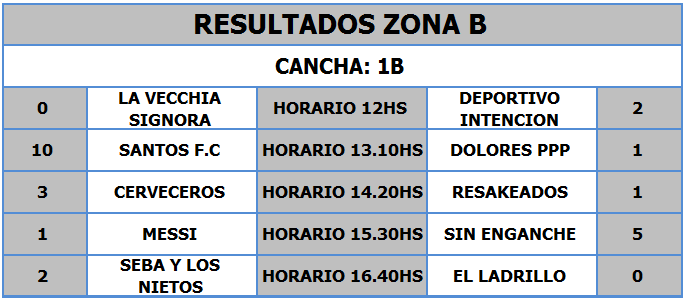 RESULTADOS ZONA B
CANCHA: 1B
0 LA VECCHIA SIGNORA HORARIO 12HS DEPORTIVO INTENCION 2
10 SANTOS F.C HORARIO 13.10HS DOLORES PPP 1
3 CERVECEROS HORARIO 14.20HS RESAKEADOS 1
1 MESSI HORARIO 15.30HS SIN ENGANCHE 5
2 SEBA Y LOS NIETOS HORARIO 16.40HS EL LADRILLO 0